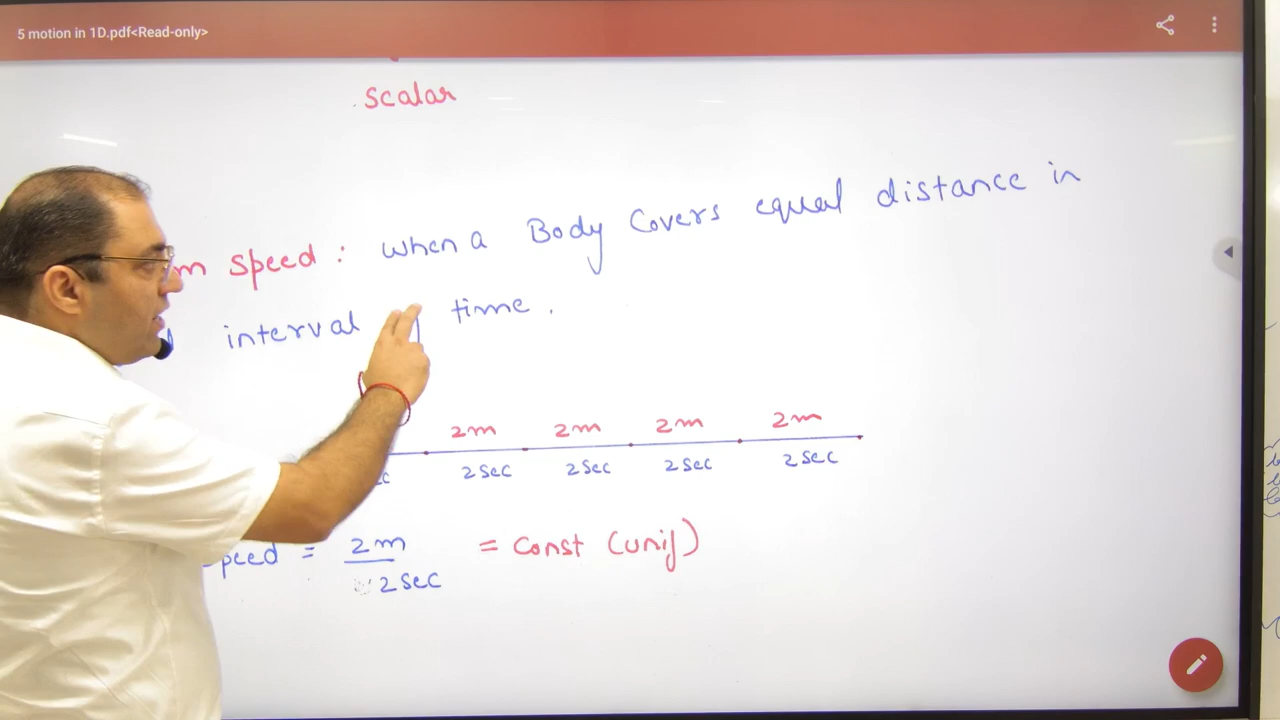 5 motion in 1D.pdf<Read-only>
scalar
m speed : when a Body Covers equal distance in
interval time .
2m 2m 2m 2m
2sec 2sec 2sec 2sec
peed = 2m = Const (unif)
2sec